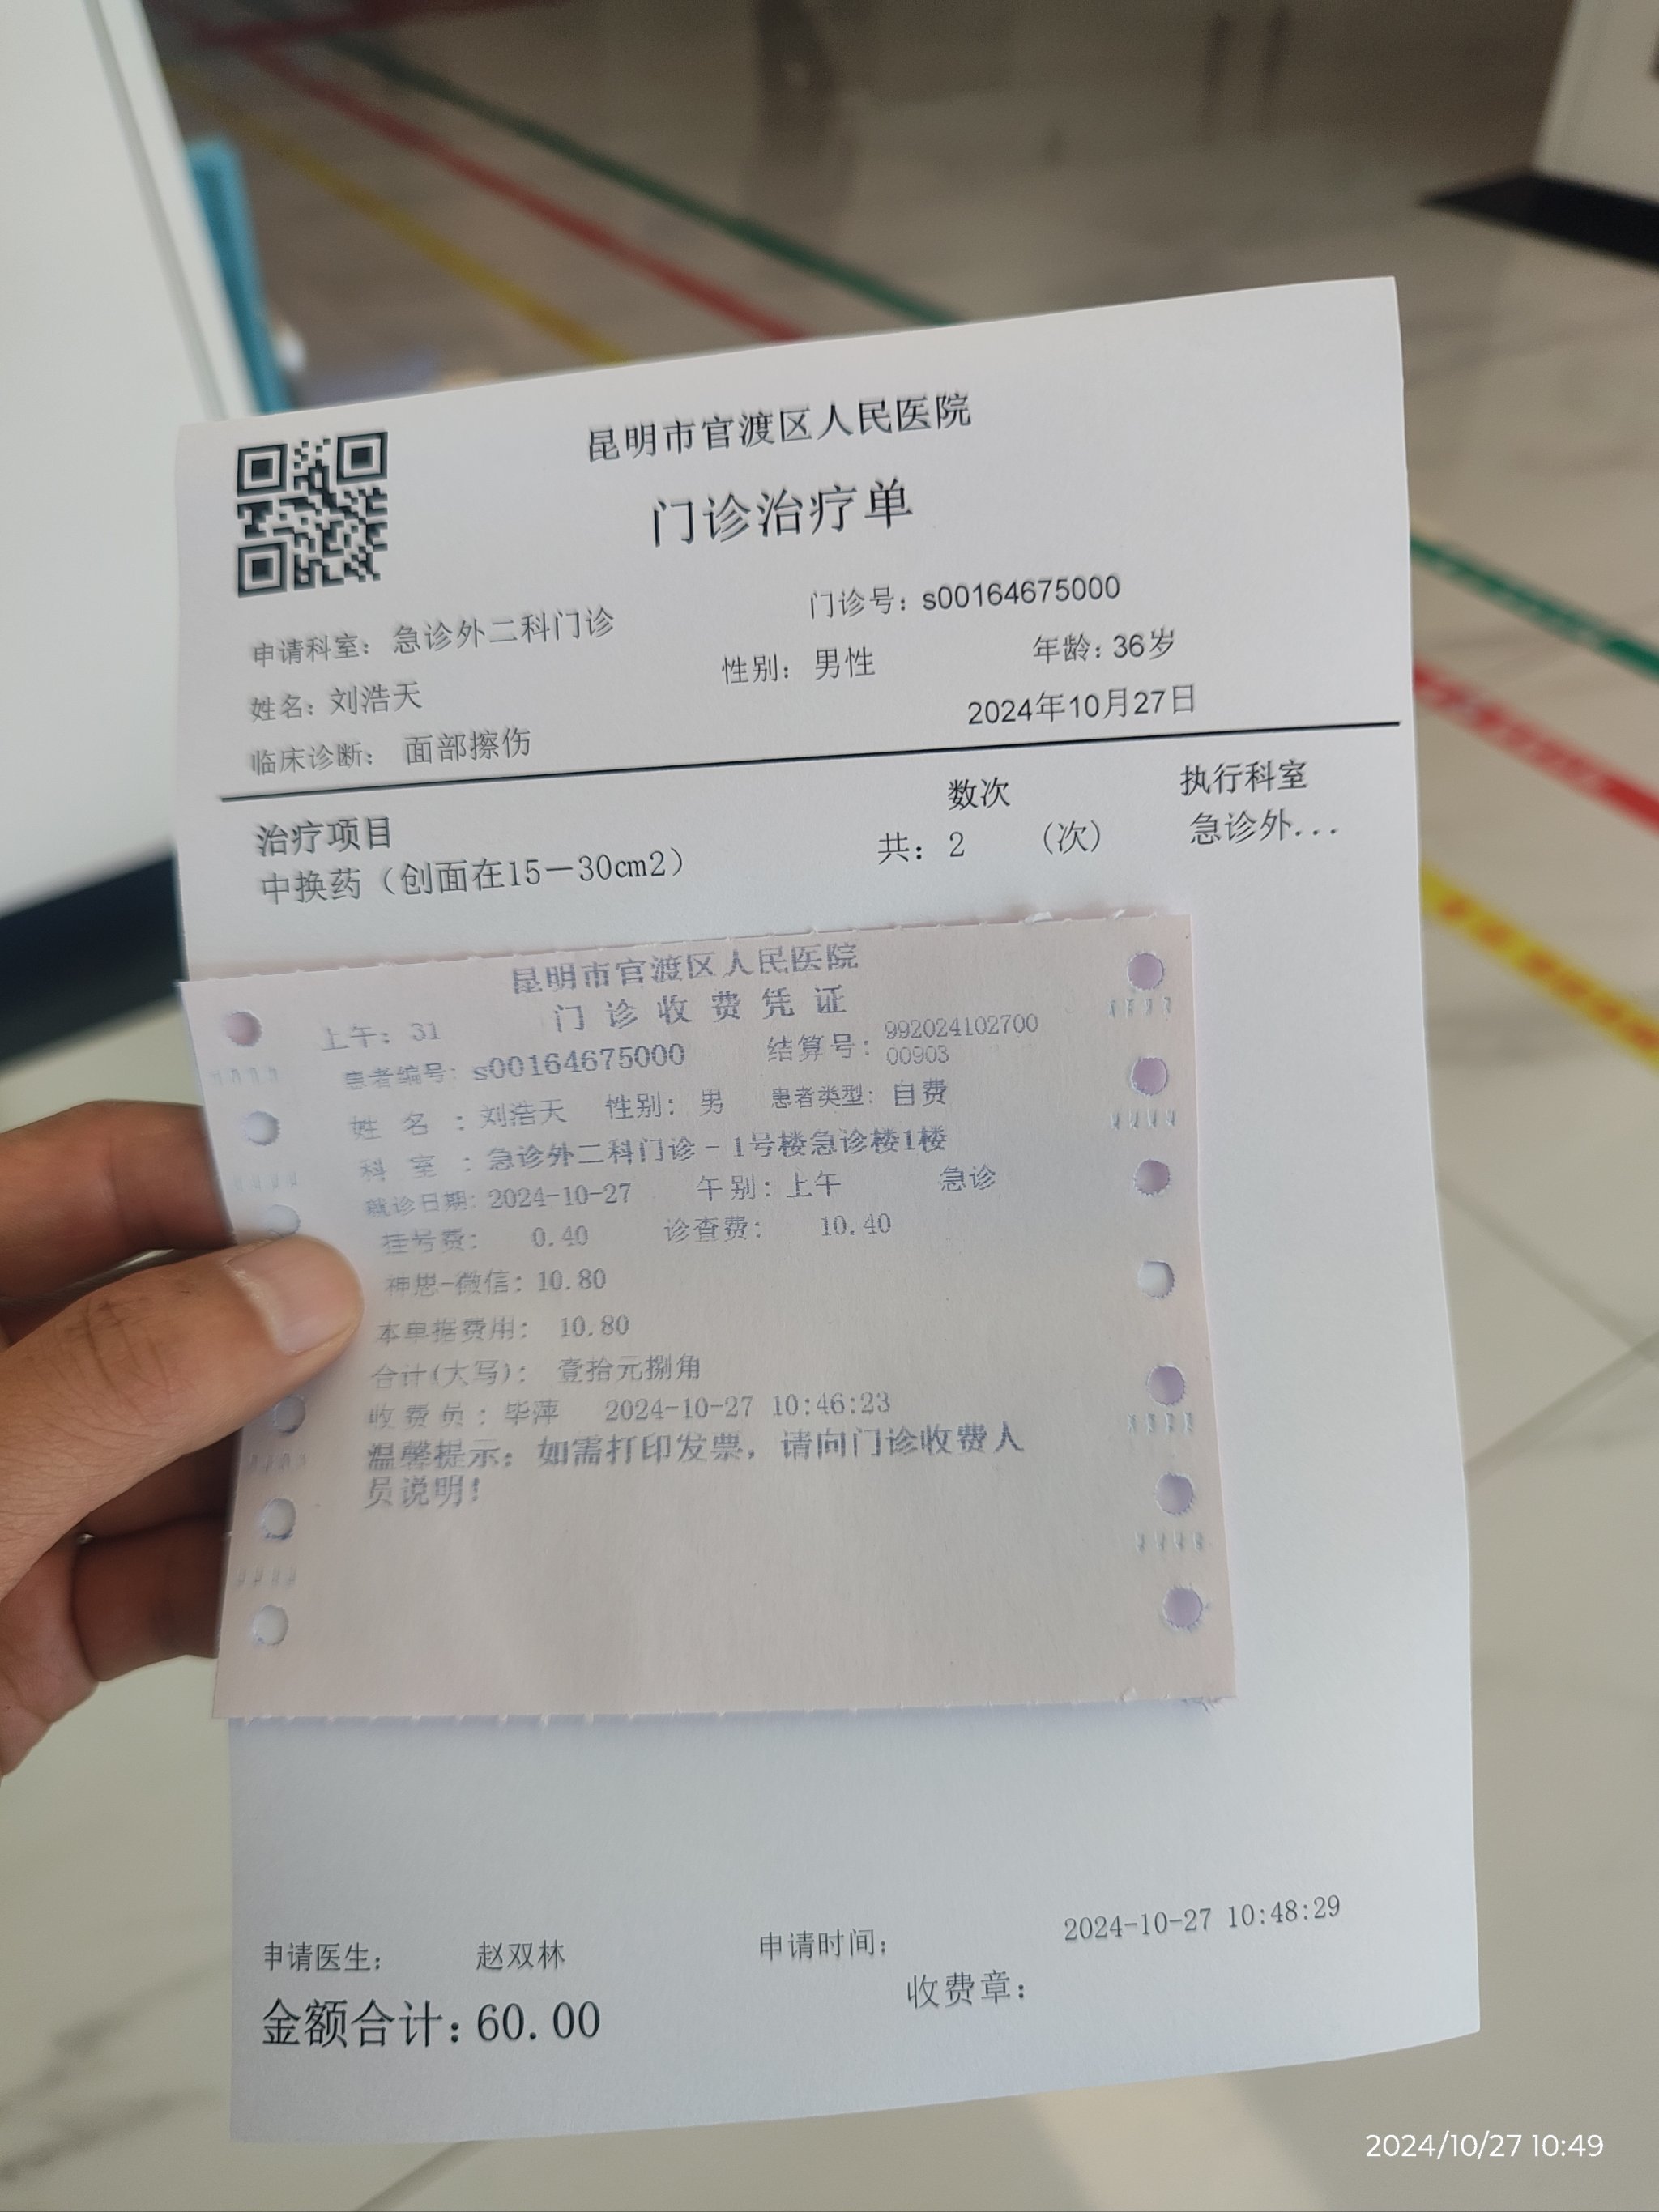 昆明市官渡区人民医院
门诊治疗单
门诊号：s00164675000
申请科室：急诊外二科门诊
性别：男性 年龄：36岁
姓名：刘浩天
2024年10月27日
临床诊断：面部擦伤
治疗项目 数次 执行科室
中换药（创面在15－30cm2） 共：2 （次） 急诊外...
昆明市官渡区人民医院
门诊收费凭证
上午：31
患者编号：s00164675000 结算号：992024102700
00903
姓名：刘浩天 性别：男 患者类型：自费
科室：急诊外二科门诊－1号楼急诊楼1楼
就诊日期：2024-10-27 午别：上午 急诊
挂号费： 0.40 诊查费： 10.40
神思-微信：10.80
本单据费用： 10.80
合计(大写)： 壹拾元捌角
收费员：毕萍 2024-10-27 10:46:23
温馨提示：如需打印发票，请向门诊收费人
员说明！
申请医生： 赵双林 申请时间： 2024-10-27 10:48:29
收费章：
金额合计：60.00
2024/10/27 10:49